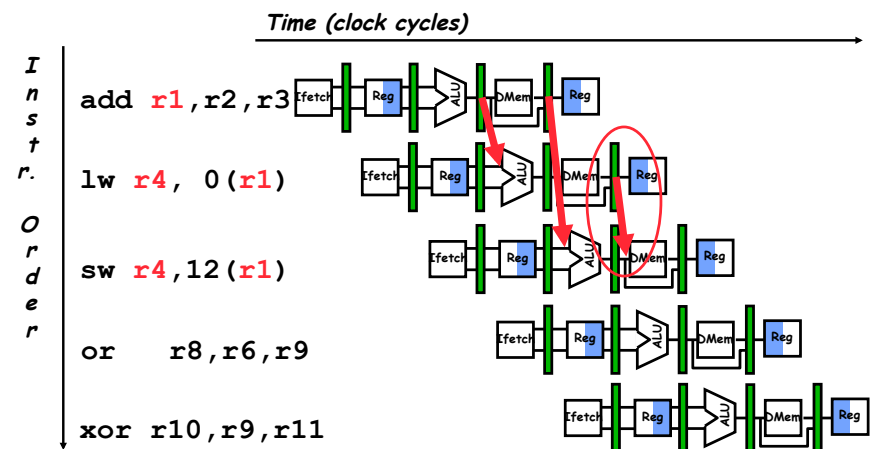 Time (clock cycles)
Instr. Order
add r1,r2,r3
Ifetch Reg ALU DMem Reg
lw r4, 0(r1)
Ifetch Reg ALU DMem Reg
sw r4,12(r1)
Ifetch Reg ALU DMem Reg
or r8,r6,r9
Ifetch Reg ALU DMem Reg
xor r10,r9,r11
Ifetch Reg ALU DMem Reg